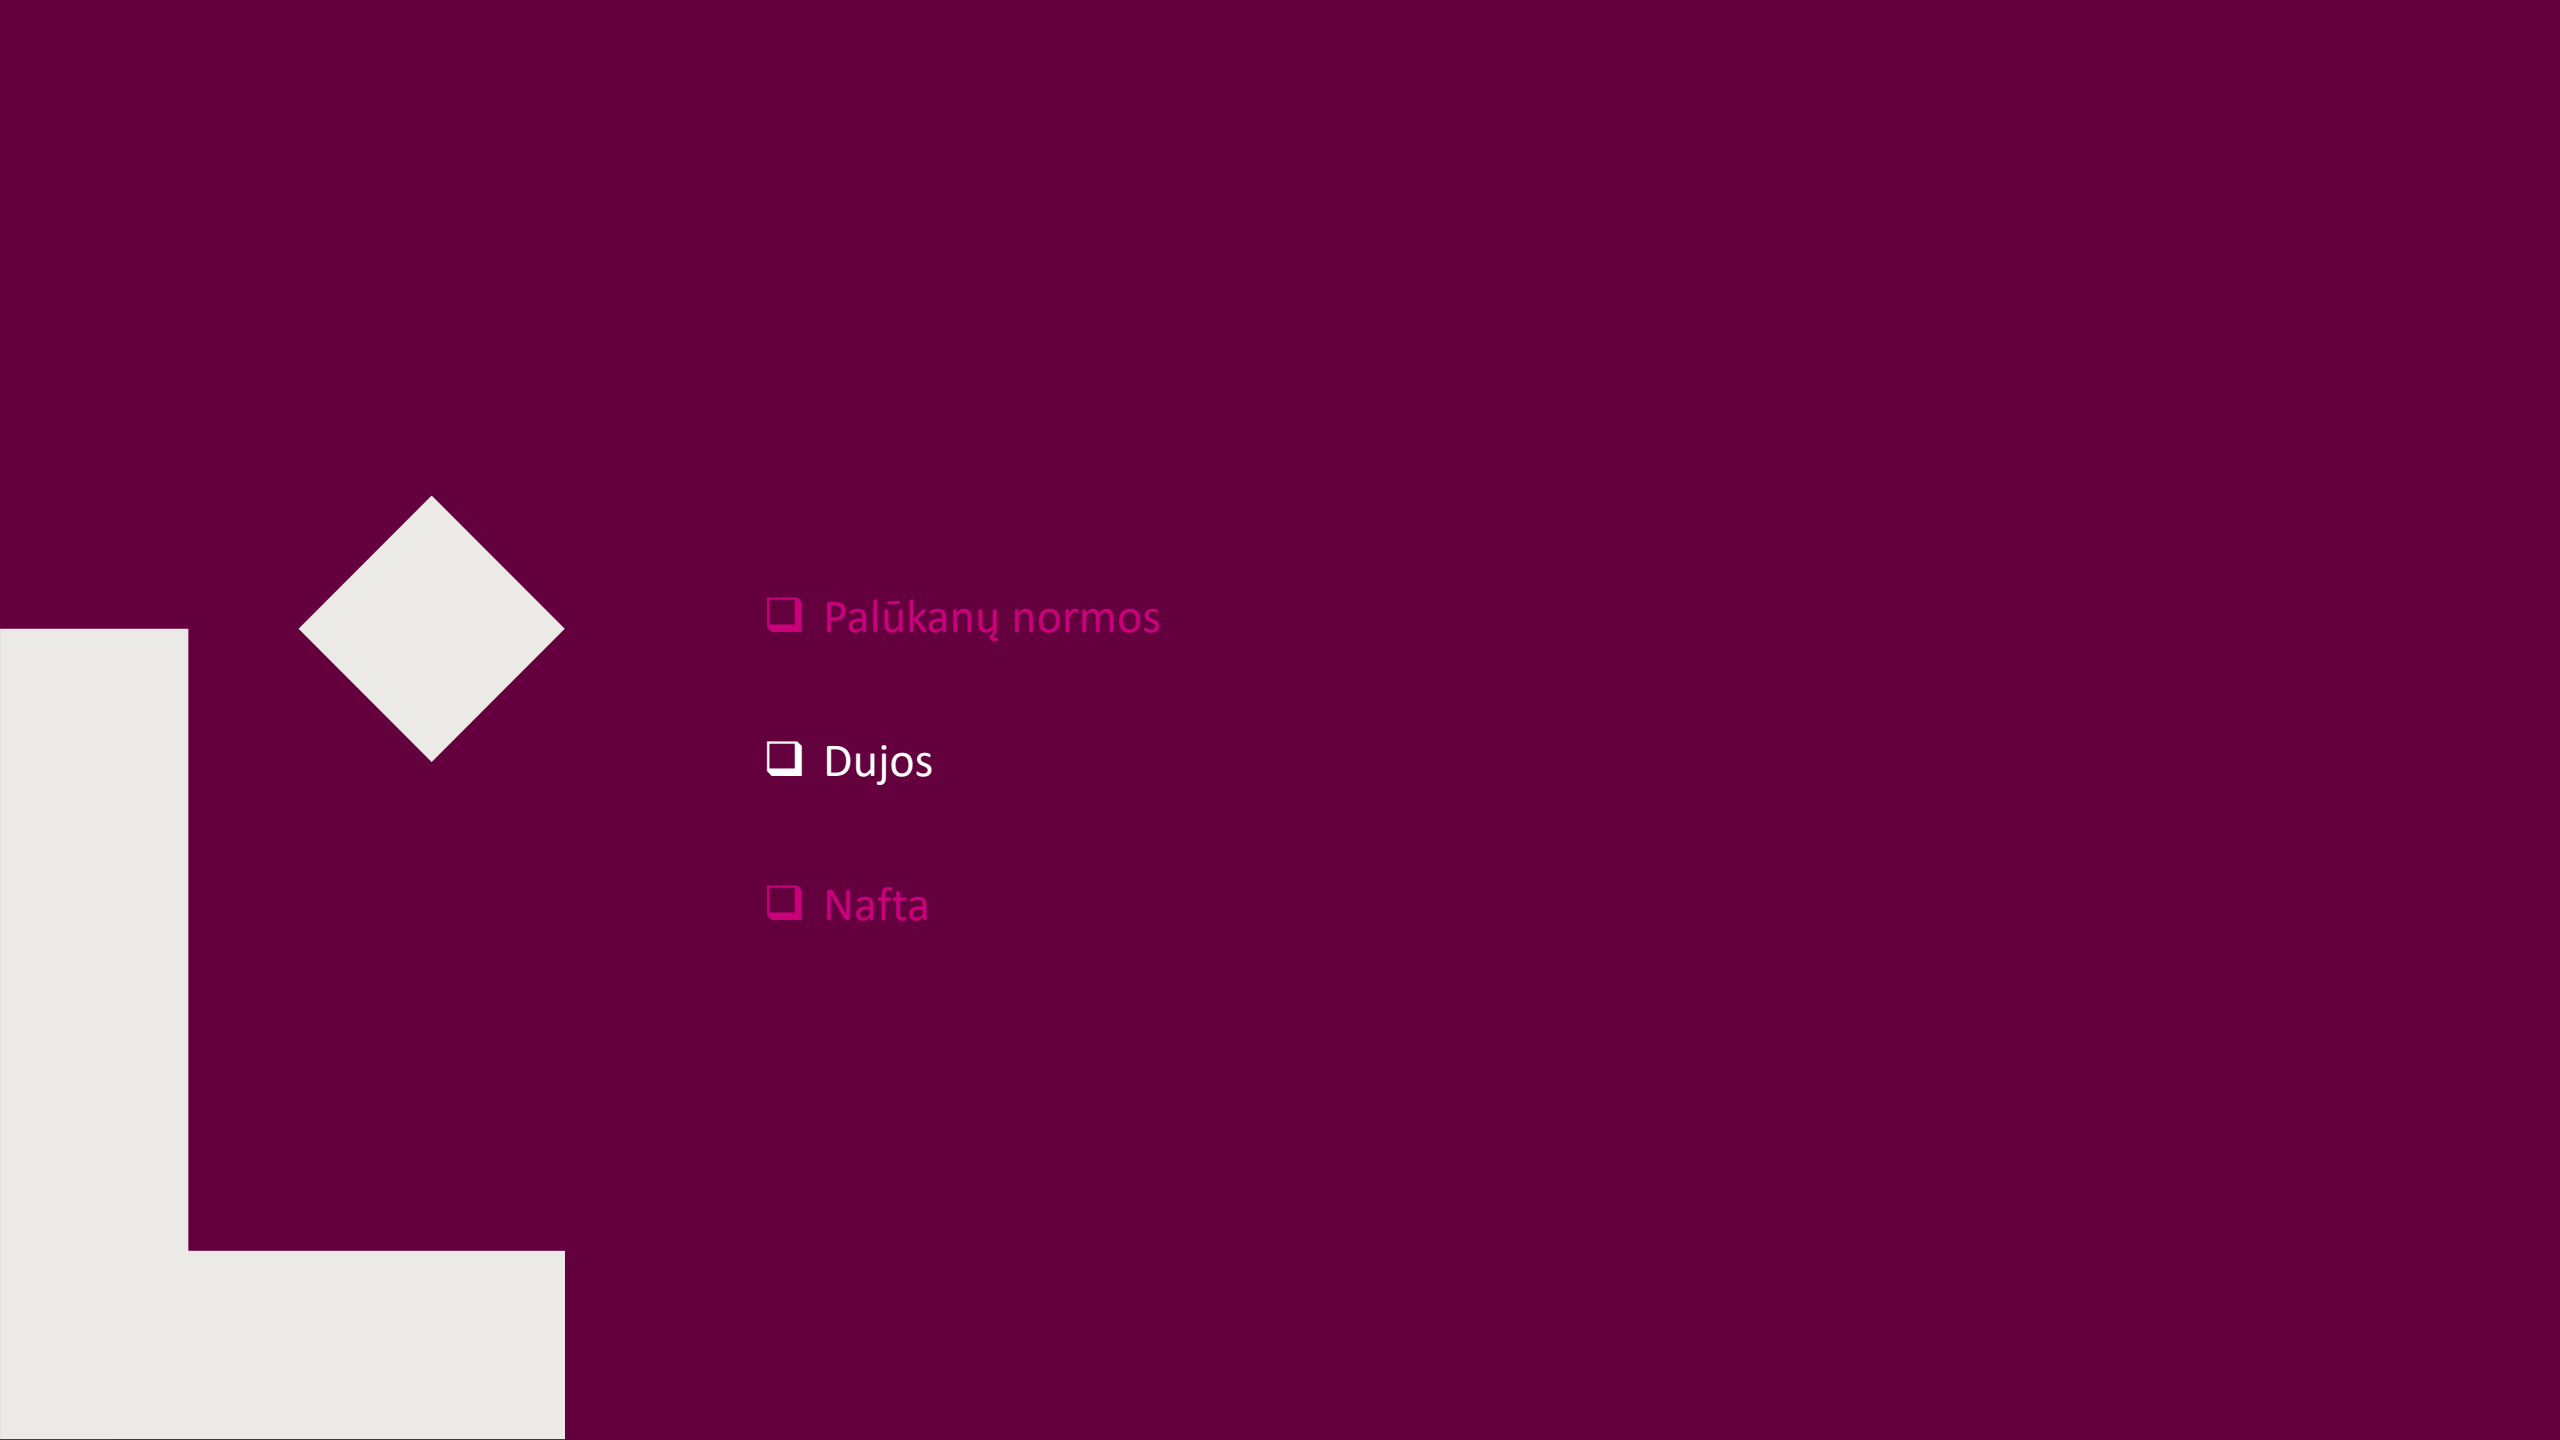 ❑ Palūkanų normos
❑ Dujos
❑ Nafta